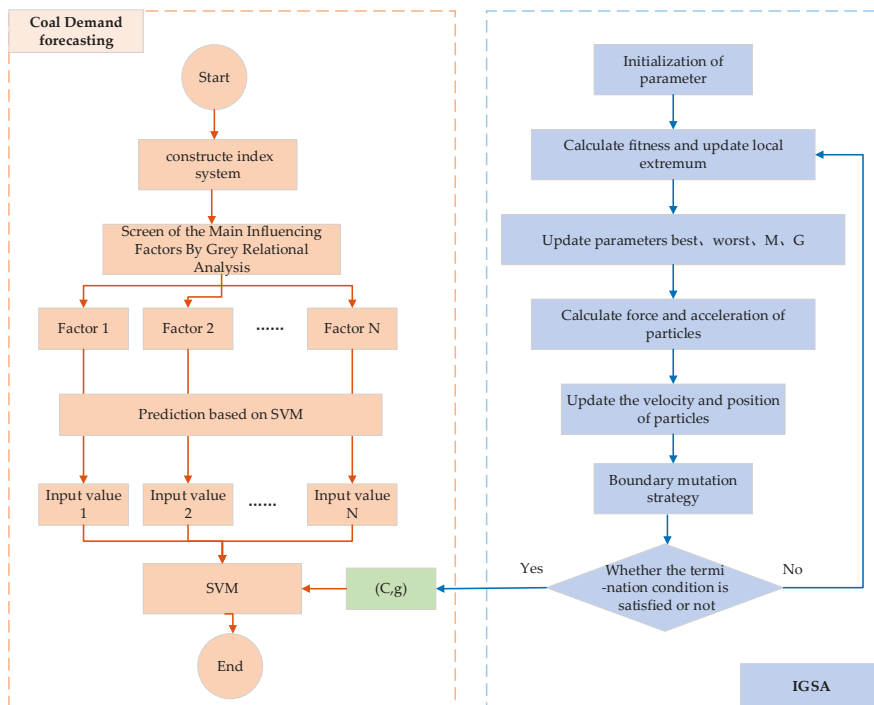 Coal Demand
forecasting
Start
constructe index
system
Screen of the Main Influencing
Factors By Grey Relational
Analysis
Factor 1
Factor 2
......
Factor N
Prediction based on SVM
Input value
1
Input value
2
......
Input value
N
SVM
(C,g)
End
Initialization of
parameter
Calculate fitness and update local
extremum
Update parameters best、worst、M、G
Calculate force and acceleration of
particles
Update the velocity and position
of particles
Boundary mutation
strategy
Whether the termi
-nation condition is
satisfied or not
Yes
No
IGSA